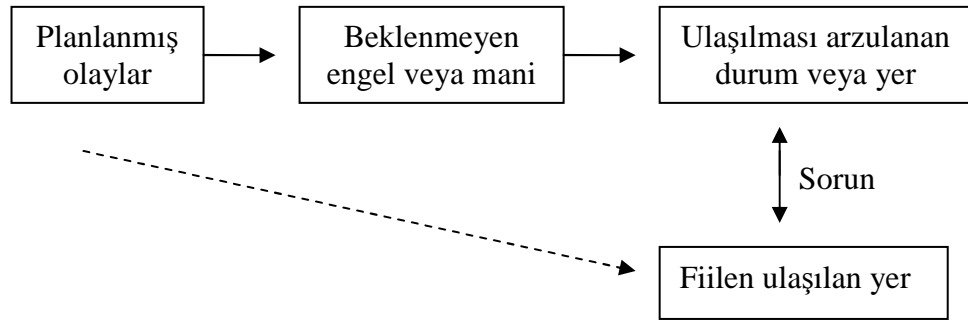 Planlanmış
olaylar
Beklenmeyen
engel veya mani
Ulaşılması arzulanan
durum veya yer
Sorun
Fiilen ulaşılan yer